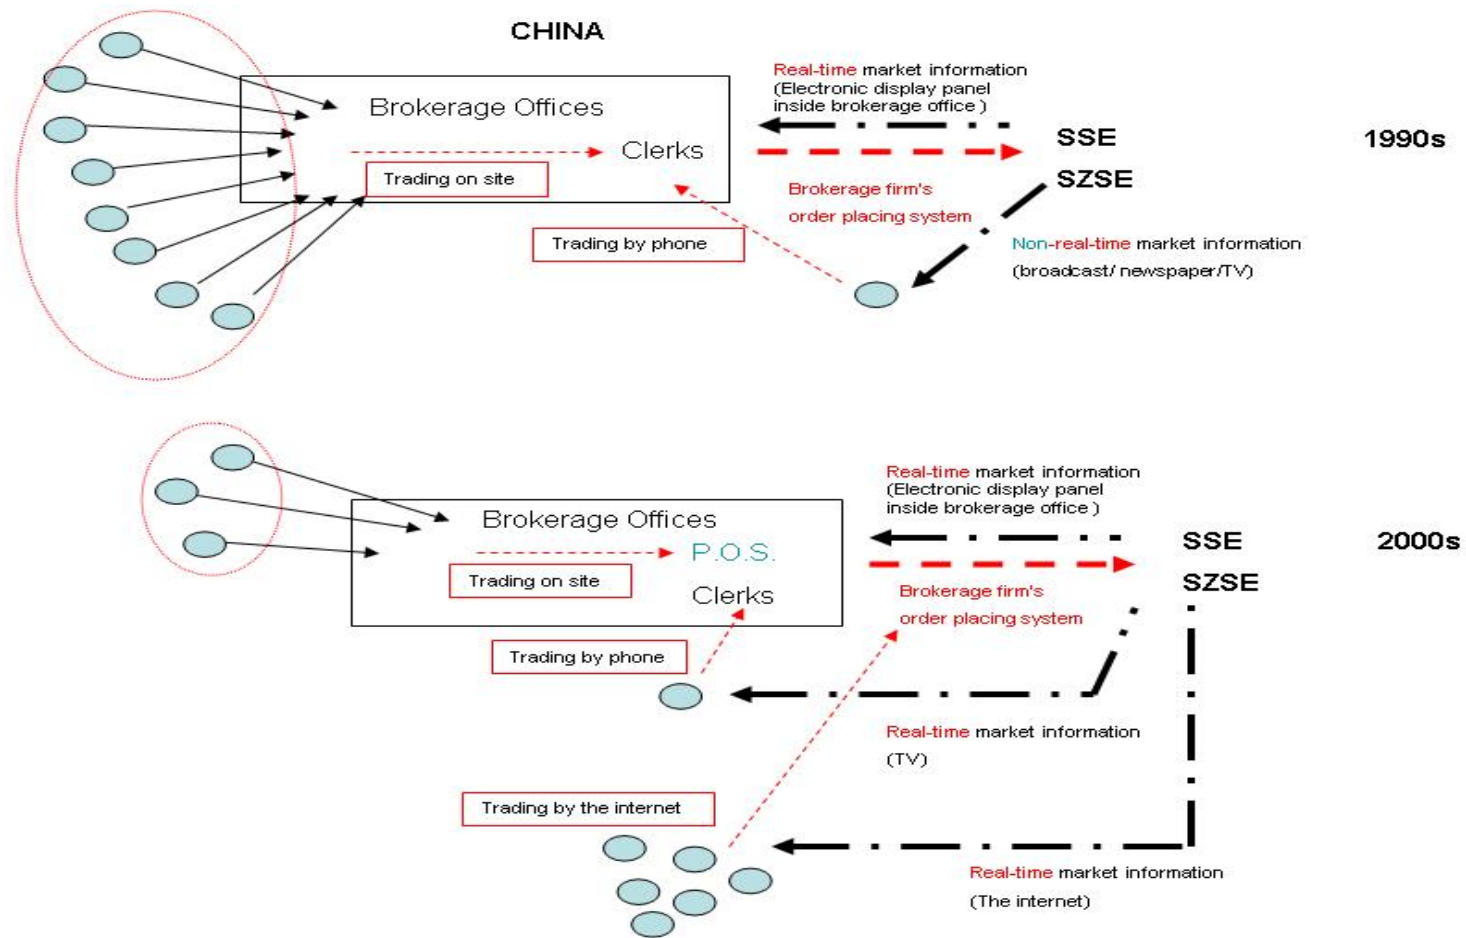 CHINA
Real-time market information
(Electronic display panel
inside brokerage office )
Brokerage Offices
SSE
1990s
Clerks
Trading on site
SZSE
Brokerage firm's
order placing system
Trading by phone
Non-real-time market information
(broadcast/ newspaper/TV)
Real-time market information
(Electronic display panel
inside brokerage office )
Brokerage Offices
SSE
2000s
P.O.S.
Trading on site
SZSE
Clerks
Brokerage firm's
order placing system
Trading by phone
Real-time market information
(TV)
Trading by the internet
Real-time market information
(The internet)